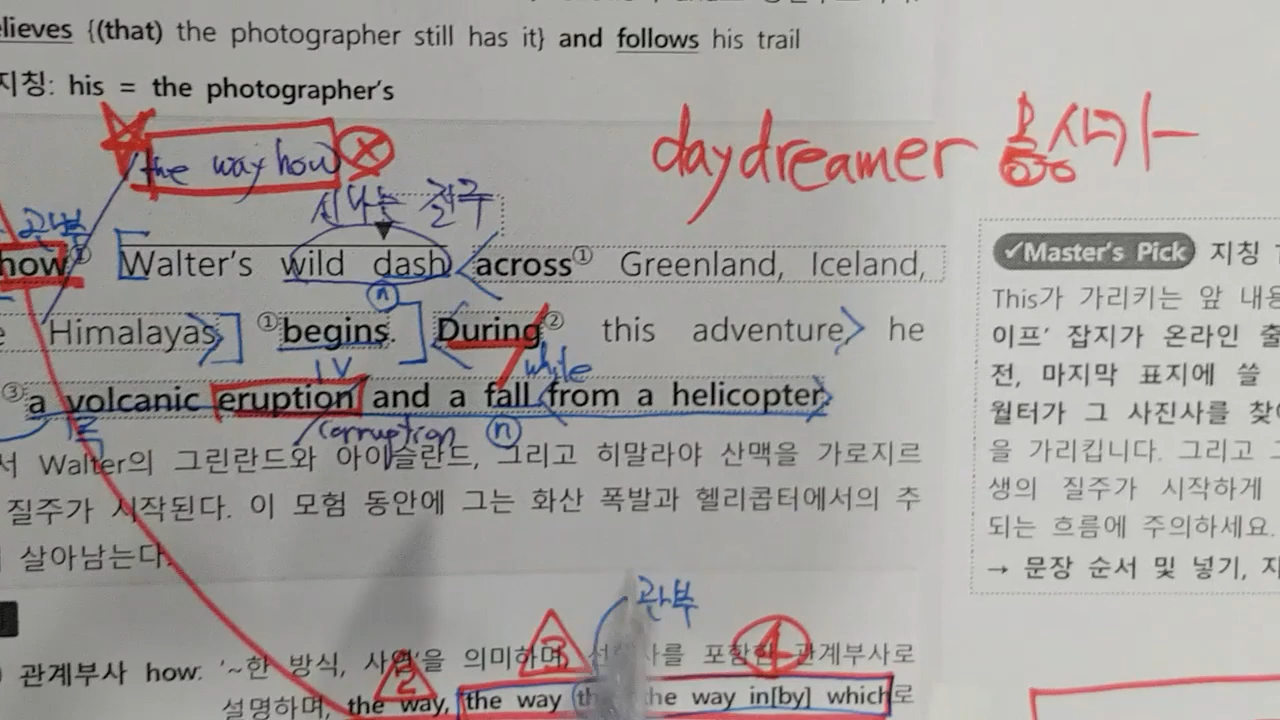 lieves {(that) the photographer still has it} and follows his trail
지칭: his = the photographer's
the way how ⓧ
daydreamer 몽상가
신나는 질주
관부
how① Walter's wild dash across① Greenland, Iceland,
ⓝ
Himalayas ①begins. During② this adventure, he
while
③a volcanic eruption and a fall from a helicopter
corruption ⓝ
서 Walter의 그린란드와 아이슬란드, 그리고 히말라야 산맥을 가로지르
질주가 시작된다. 이 모험 동안에 그는 화산 폭발과 헬리콥터에서의 추
살아남는다.
✓Master's Pick 지칭
This가 가리키는 앞 내용
이프' 잡지가 온라인 출
전, 마지막 표지에 쓸
월터가 그 사진사를 찾
을 가리킵니다. 그리고
생의 질주가 시작하게
되는 흐름에 주의하세요.
→ 문장 순서 및 넣기, 지
관부
3 4
관계부사 how: '~한 방식, 사을 의미하며, 선사를 포함한 관계부사로
2
설명하며, the way, the way the way in[by] which로